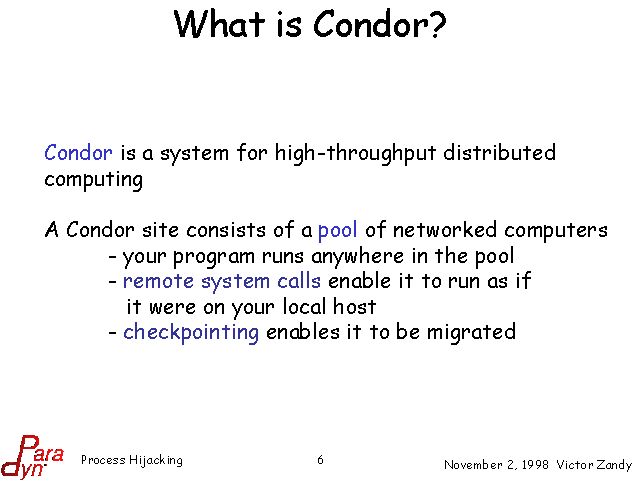 What is Condor?
Condor is a system for high-throughput distributed
computing
A Condor site consists of a pool of networked computers
- your program runs anywhere in the pool
- remote system calls enable it to run as if
it were on your local host
- checkpointing enables it to be migrated
Para
dyn
Process Hijacking
6
November 2, 1998 Victor Zandy